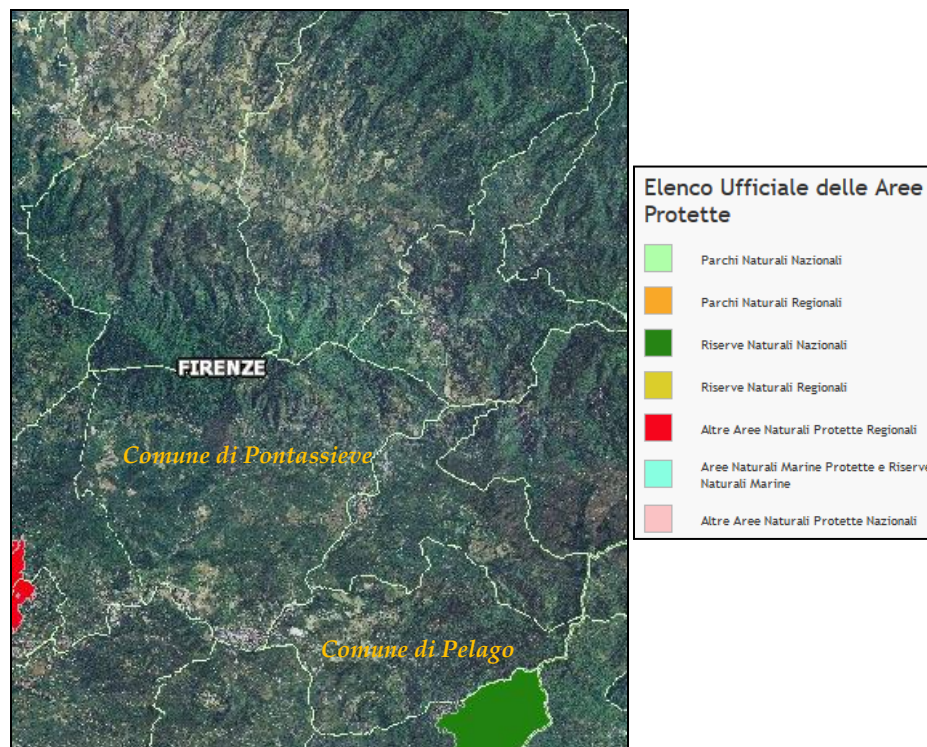 FIRENZE
Comune di Pontassieve
Comune di Pelago
Elenco Ufficiale delle Aree
Protette
Parchi Naturali Nazionali
Parchi Naturali Regionali
Riserve Naturali Nazionali
Riserve Naturali Regionali
Altre Aree Naturali Protette Regionali
Aree Naturali Marine Protette e Riserve
Naturali Marine
Altre Aree Naturali Protette Nazionali